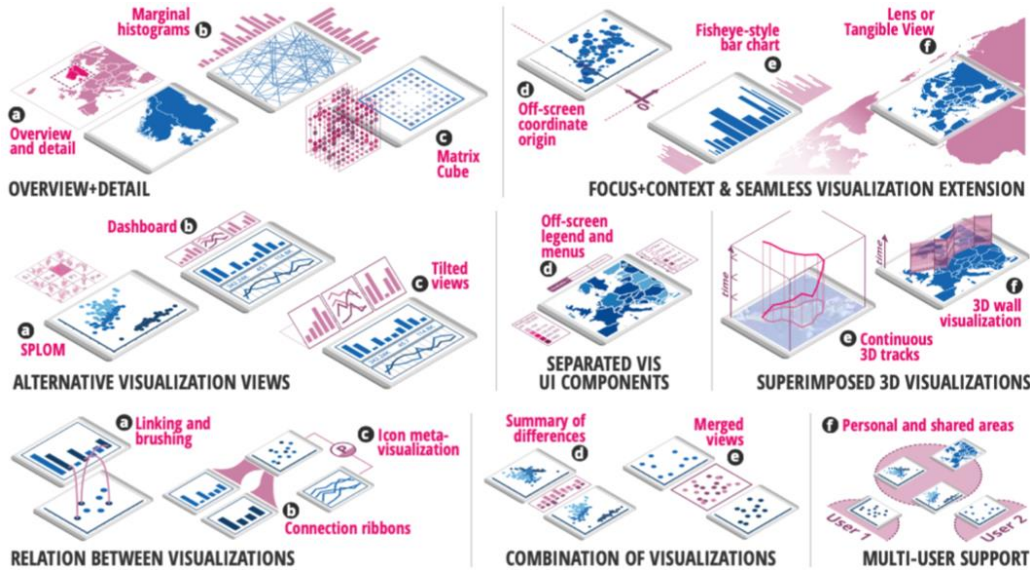 Marginal
histograms b
a
Overview
and detail
c
Matrix
Cube
OVERVIEW+DETAIL
d
Off-screen
coordinate
origin
Fisheye-style
bar chart
e
Lens or
Tangible View
f
FOCUS+CONTEXT & SEAMLESS VISUALIZATION EXTENSION
a
SPLOM
Dashboard b
Tilted
c views
ALTERNATIVE VISUALIZATION VIEWS
Off-screen
legend and
menus
d
SEPARATED VIS
UI COMPONENTS
time
e Continuous
3D tracks
time
f
3D wall
visualization
SUPERIMPOSED 3D VISUALIZATIONS
a Linking and
brushing
b
Connection ribbons
c Icon meta-
visualization
P
RELATION BETWEEN VISUALIZATIONS
Summary of
differences
d
Merged
views
e
COMBINATION OF VISUALIZATIONS
f Personal and shared areas
User 1
User 2
MULTI-USER SUPPORT